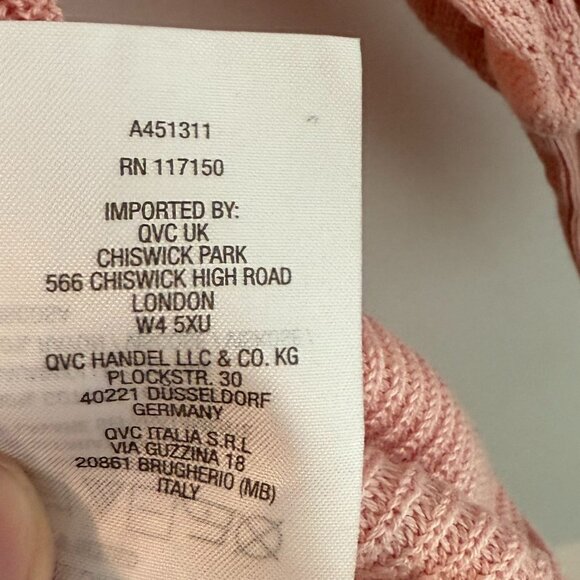 A451311
RN 117150
IMPORTED BY:
QVC UK
CHISWICK PARK
566 CHISWICK HIGH ROAD
LONDON
W4 5XU
QVC HANDEL LLC & CO. KG
PLOCKSTR. 30
40221 DUSSELDORF
GERMANY
QVC ITALIA S.R.L
VIA GUZZINA 18
20861 BRUGHERIO (MB)
ITALY